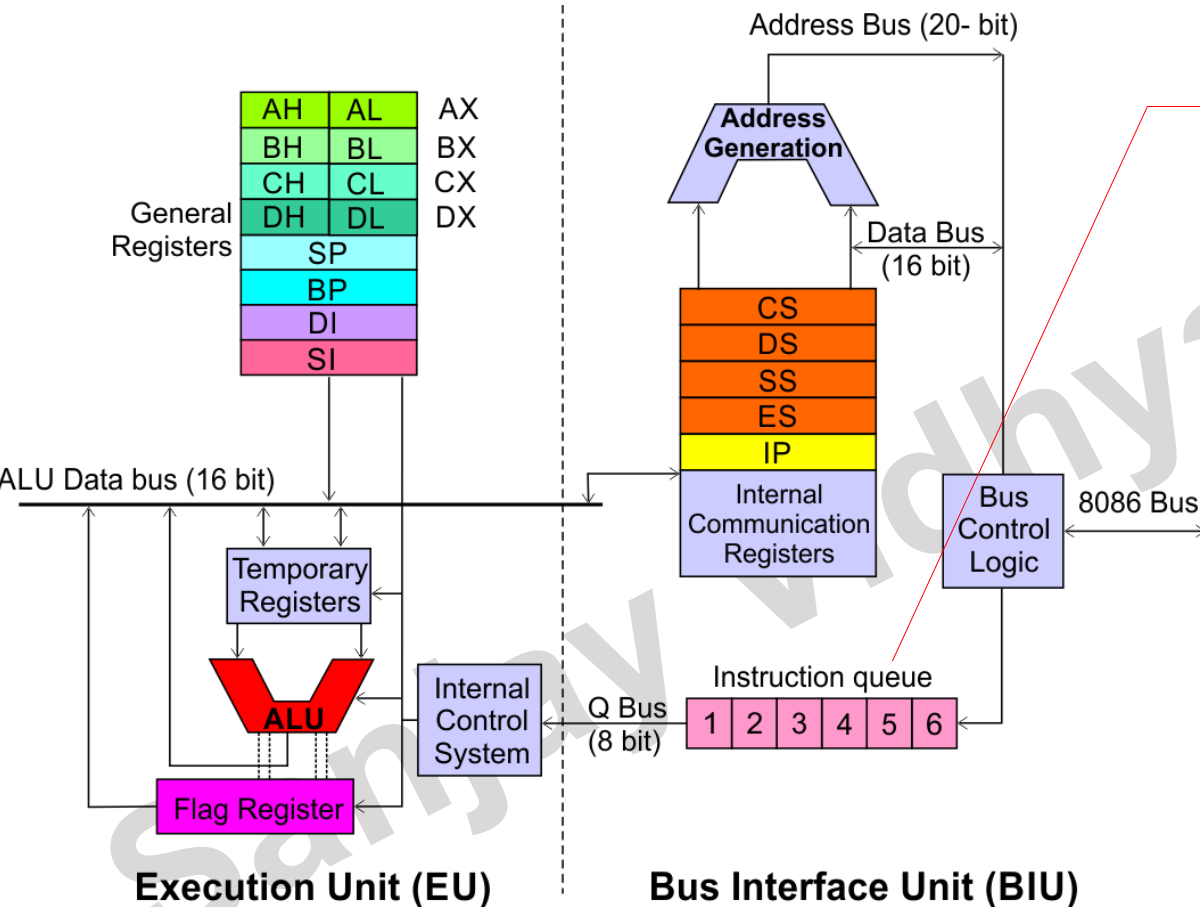 Address Bus (20- bit)
Address
Generation
AH AL AX
BH BL BX
CH CL CX
DH DL DX
General
Registers
SP
BP
DI
SI
Data Bus
(16 bit)
CS
DS
SS
ES
IP
Internal
Communication
Registers
ALU Data bus (16 bit)
Bus
Control
Logic
8086 Bus
Temporary
Registers
ALU
Internal
Control
System
Q Bus
(8 bit)
Instruction queue
1 2 3 4 5 6
Flag Register
Execution Unit (EU)
Bus Interface Unit (BIU)
Sanjay Vidhya